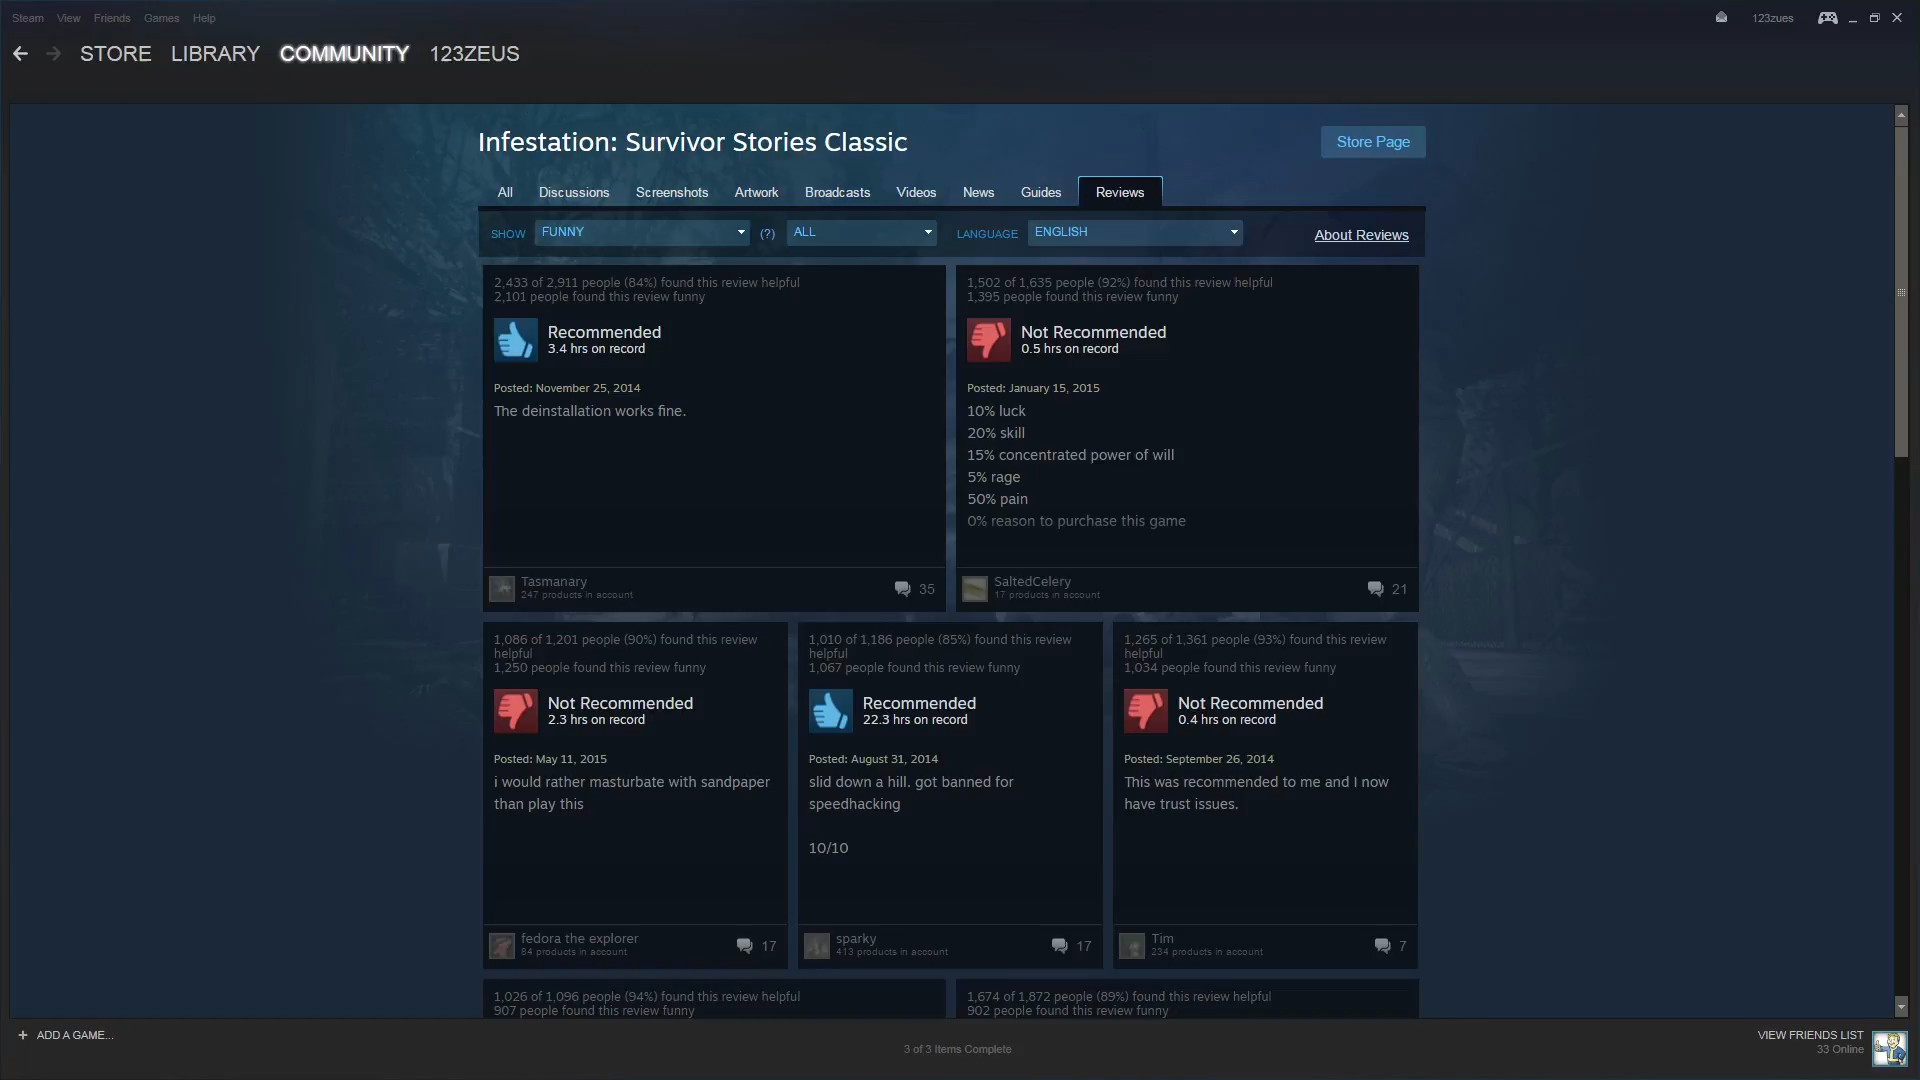 Steam View Friends Games Help
123zues
STORE LIBRARY COMMUNITY 123ZEUS
Infestation: Survivor Stories Classic
Store Page
All Discussions Screenshots Artwork Broadcasts Videos News Guides Reviews
SHOW FUNNY (?) ALL LANGUAGE ENGLISH About Reviews
2,433 of 2,911 people (84%) found this review helpful
2,101 people found this review funny
Recommended
3.4 hrs on record
Posted: November 25, 2014
The deinstallation works fine.
Tasmanary
247 products in account
35
1,502 of 1,635 people (92%) found this review helpful
1,395 people found this review funny
Not Recommended
0.5 hrs on record
Posted: January 15, 2015
10% luck
20% skill
15% concentrated power of will
5% rage
50% pain
0% reason to purchase this game
SaltedCelery
17 products in account
21
1,086 of 1,201 people (90%) found this review
helpful
1,250 people found this review funny
Not Recommended
2.3 hrs on record
Posted: May 11, 2015
i would rather masturbate with sandpaper
than play this
fedora the explorer
84 products in account
17
1,010 of 1,186 people (85%) found this review
helpful
1,067 people found this review funny
Recommended
22.3 hrs on record
Posted: August 31, 2014
slid down a hill. got banned for
speedhacking
10/10
sparky
413 products in account
17
1,265 of 1,361 people (93%) found this review
helpful
1,034 people found this review funny
Not Recommended
0.4 hrs on record
Posted: September 26, 2014
This was recommended to me and I now
have trust issues.
Tim
234 products in account
7
1,026 of 1,096 people (94%) found this review helpful
907 people found this review funny
1,674 of 1,872 people (89%) found this review helpful
902 people found this review funny
+ ADD A GAME...
3 of 3 Items Complete
VIEW FRIENDS LIST
33 Online